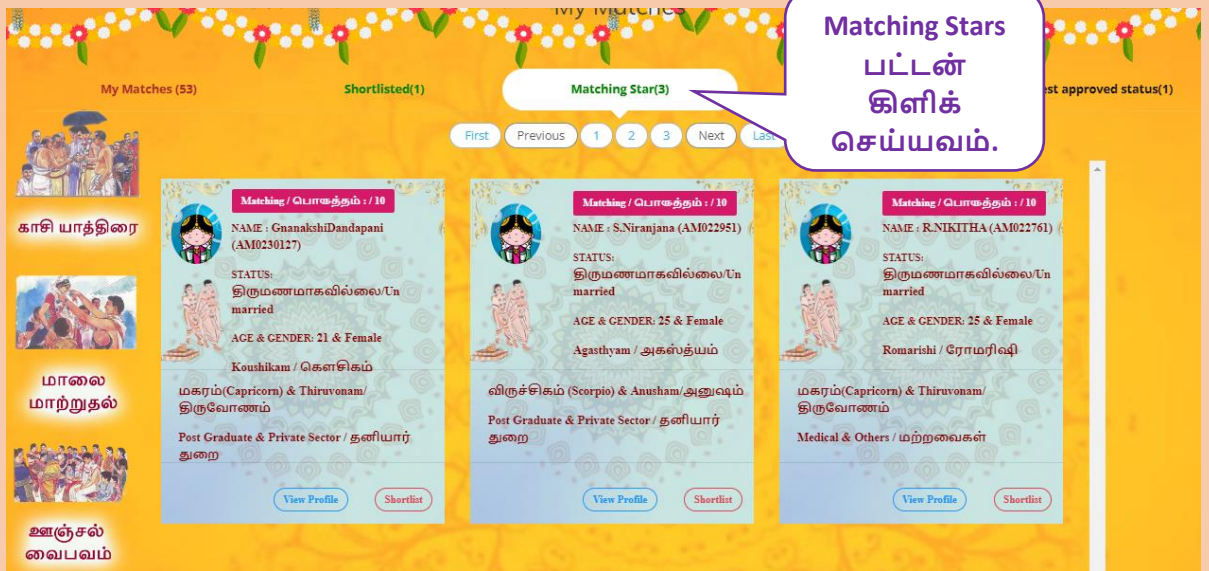 My Matches
Matching Stars
பட்டன்
கிளிக்
செய்யவம்.
My Matches (53)
Shortlisted(1)
Matching Star(3)
est approved status(1)
First Previous 1 2 3 Next Last
காசி யாத்திரை
மாலை
மாற்றுதல்
ஊஞ்சல்
வைபவம்
Matching / பொருத்தம் : / 10
NAME : GnanakshiDandapani
(AM0230127)
STATUS:
திருமணமாகவில்லை/Un
married
AGE & GENDER: 21 & Female
Koushikam / கௌசிகம்
மகரம்(Capricorn) & Thiruvonam/
திருவோணம்
Post Graduate & Private Sector / தனியார்
துறை
View Profile Shortlist
Matching / பொருத்தம் : / 10
NAME : S.Niranjana (AM022951)
STATUS:
திருமணமாகவில்லை/Un
married
AGE & GENDER: 25 & Female
Agasthyam / அகஸ்த்யம்
விருச்சிகம் (Scorpio) & Anusham/அனுஷம்
Post Graduate & Private Sector / தனியார்
துறை
View Profile Shortlist
Matching / பொருத்தம் : / 10
NAME : R.NIKITHA (AM022761)
STATUS:
திருமணமாகவில்லை/Un
married
AGE & GENDER: 25 & Female
Romarishi / ரோமரிஷி
மகரம்(Capricorn) & Thiruvonam/
திருவோணம்
Medical & Others / மற்றவைகள்
View Profile Shortlist